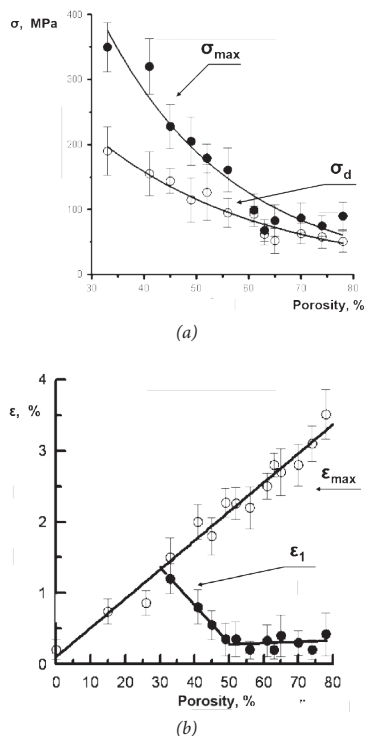 σ, MPa
400
300
200
100
0
σmax
σd
30 40 50 60 70 80
Porosity, %
(a)
ε, %
4
3
2
1
0
εmax
ε1
0 10 20 30 40 50 60 70 80
Porosity, %
(b)